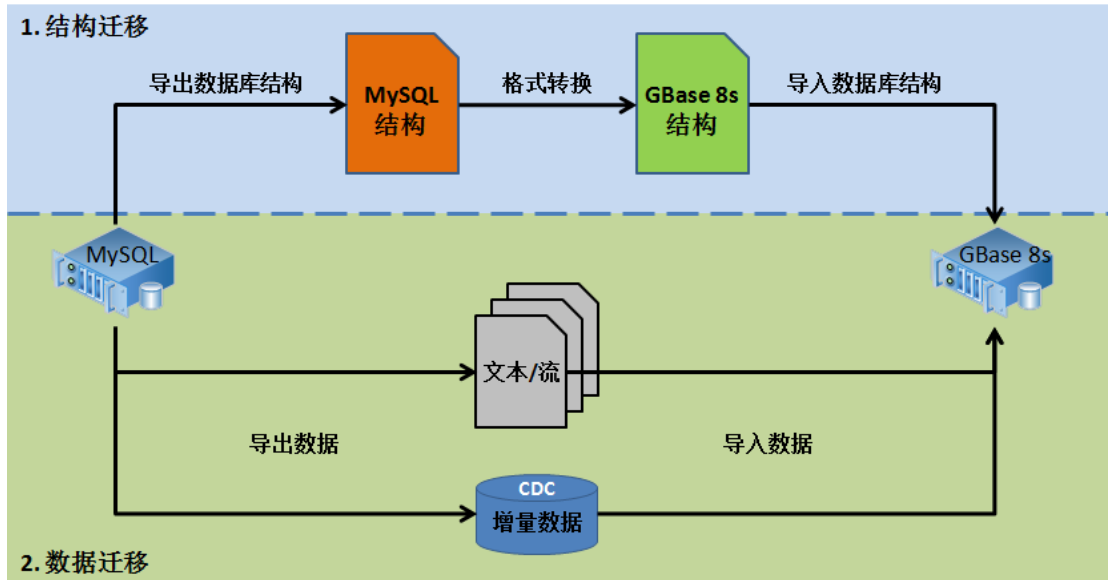 1. 结构迁移
导出数据库结构
MySQL
结构
格式转换
GBase 8s
结构
导入数据库结构
MySQL
GBase 8s
文本/流
导出数据
导入数据
CDC
增量数据
2. 数据迁移